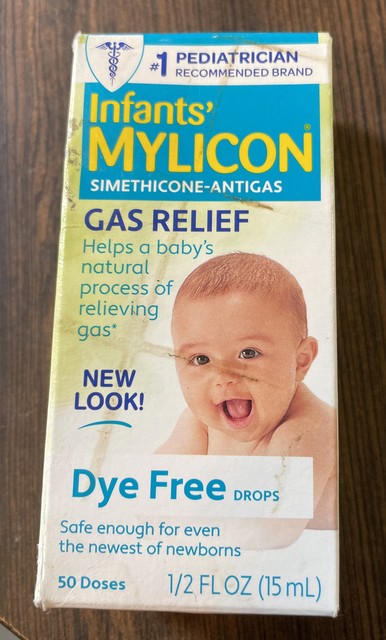 #1 PEDIATRICIAN
RECOMMENDED BRAND
Infants'
MYLICON®
SIMETHICONE-ANTIGAS
GAS RELIEF
Helps a baby's
natural
process of
relieving
gas*
NEW
LOOK!
Dye Free DROPS
Safe enough for even
the newest of newborns
50 Doses 1/2 FL OZ (15 mL)